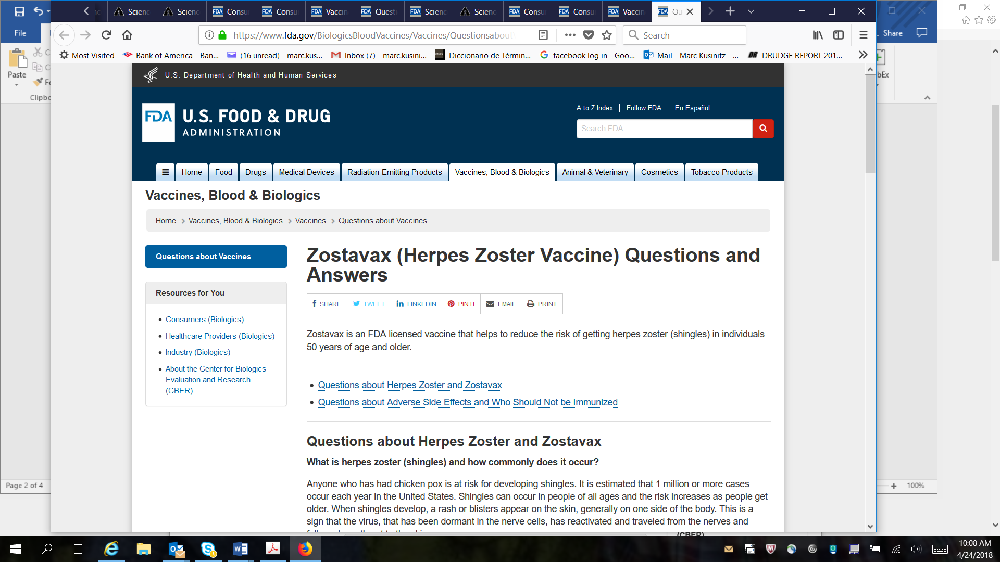 File
Share
Scienc
Scienc
Consu
Consu
Vaccin
Questi
Scienc
Scienc
Consu
Consu
Vaccin
Qu
https://www.fda.gov/BiologicsBloodVaccines/Vaccines/Questionsabout
Search
Most Visited
Bank of America - Ban...
(16 unread) - marc.kus...
Inbox (7) - marc.kusini...
Diccionario de Términ...
facebook log in - Goo...
Mail - Marc Kusinitz - ...
DRUDGE REPORT 201...
Paste
Clipbo
bEx
U.S. Department of Health and Human Services
FDA
U.S. FOOD & DRUG
ADMINISTRATION
A to Z Index
Follow FDA
En Español
Search FDA
Home
Food
Drugs
Medical Devices
Radiation-Emitting Products
Vaccines, Blood & Biologics
Animal & Veterinary
Cosmetics
Tobacco Products
Vaccines, Blood & Biologics
Home > Vaccines, Blood & Biologics > Vaccines > Questions about Vaccines
Questions about Vaccines
Resources for You
Consumers (Biologics)
Healthcare Providers (Biologics)
Industry (Biologics)
About the Center for Biologics
Evaluation and Research
(CBER)
Zostavax (Herpes Zoster Vaccine) Questions and
Answers
SHARE
TWEET
LINKEDIN
PIN IT
EMAIL
PRINT
Zostavax is an FDA licensed vaccine that helps to reduce the risk of getting herpes zoster (shingles) in individuals
50 years of age and older.
Questions about Herpes Zoster and Zostavax
Questions about Adverse Side Effects and Who Should Not be Immunized
Questions about Herpes Zoster and Zostavax
What is herpes zoster (shingles) and how commonly does it occur?
Anyone who has had chicken pox is at risk for developing shingles. It is estimated that 1 million or more cases
occur each year in the United States. Shingles can occur in people of all ages and the risk increases as people get
older. When shingles develop, a rash or blisters appear on the skin, generally on one side of the body. This is a
sign that the virus, that has been dormant in the nerve cells, has reactivated and traveled from the nerves and
Page 2 of 4
100%
(CBER)
10:08 AM
4/24/2018